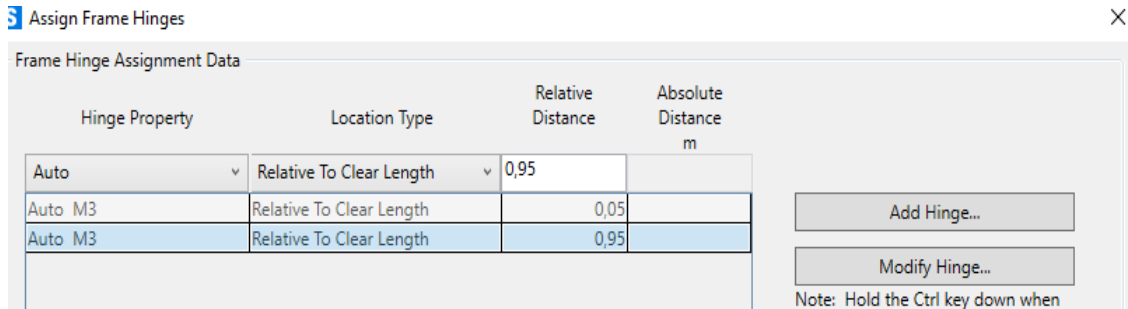 S Assign Frame Hinges
Frame Hinge Assignment Data
Hinge Property Location Type Relative Distance Absolute Distance m
Auto Relative To Clear Length 0,95
Auto M3 Relative To Clear Length 0,05
Auto M3 Relative To Clear Length 0,95
Add Hinge...
Modify Hinge...
Note: Hold the Ctrl key down when